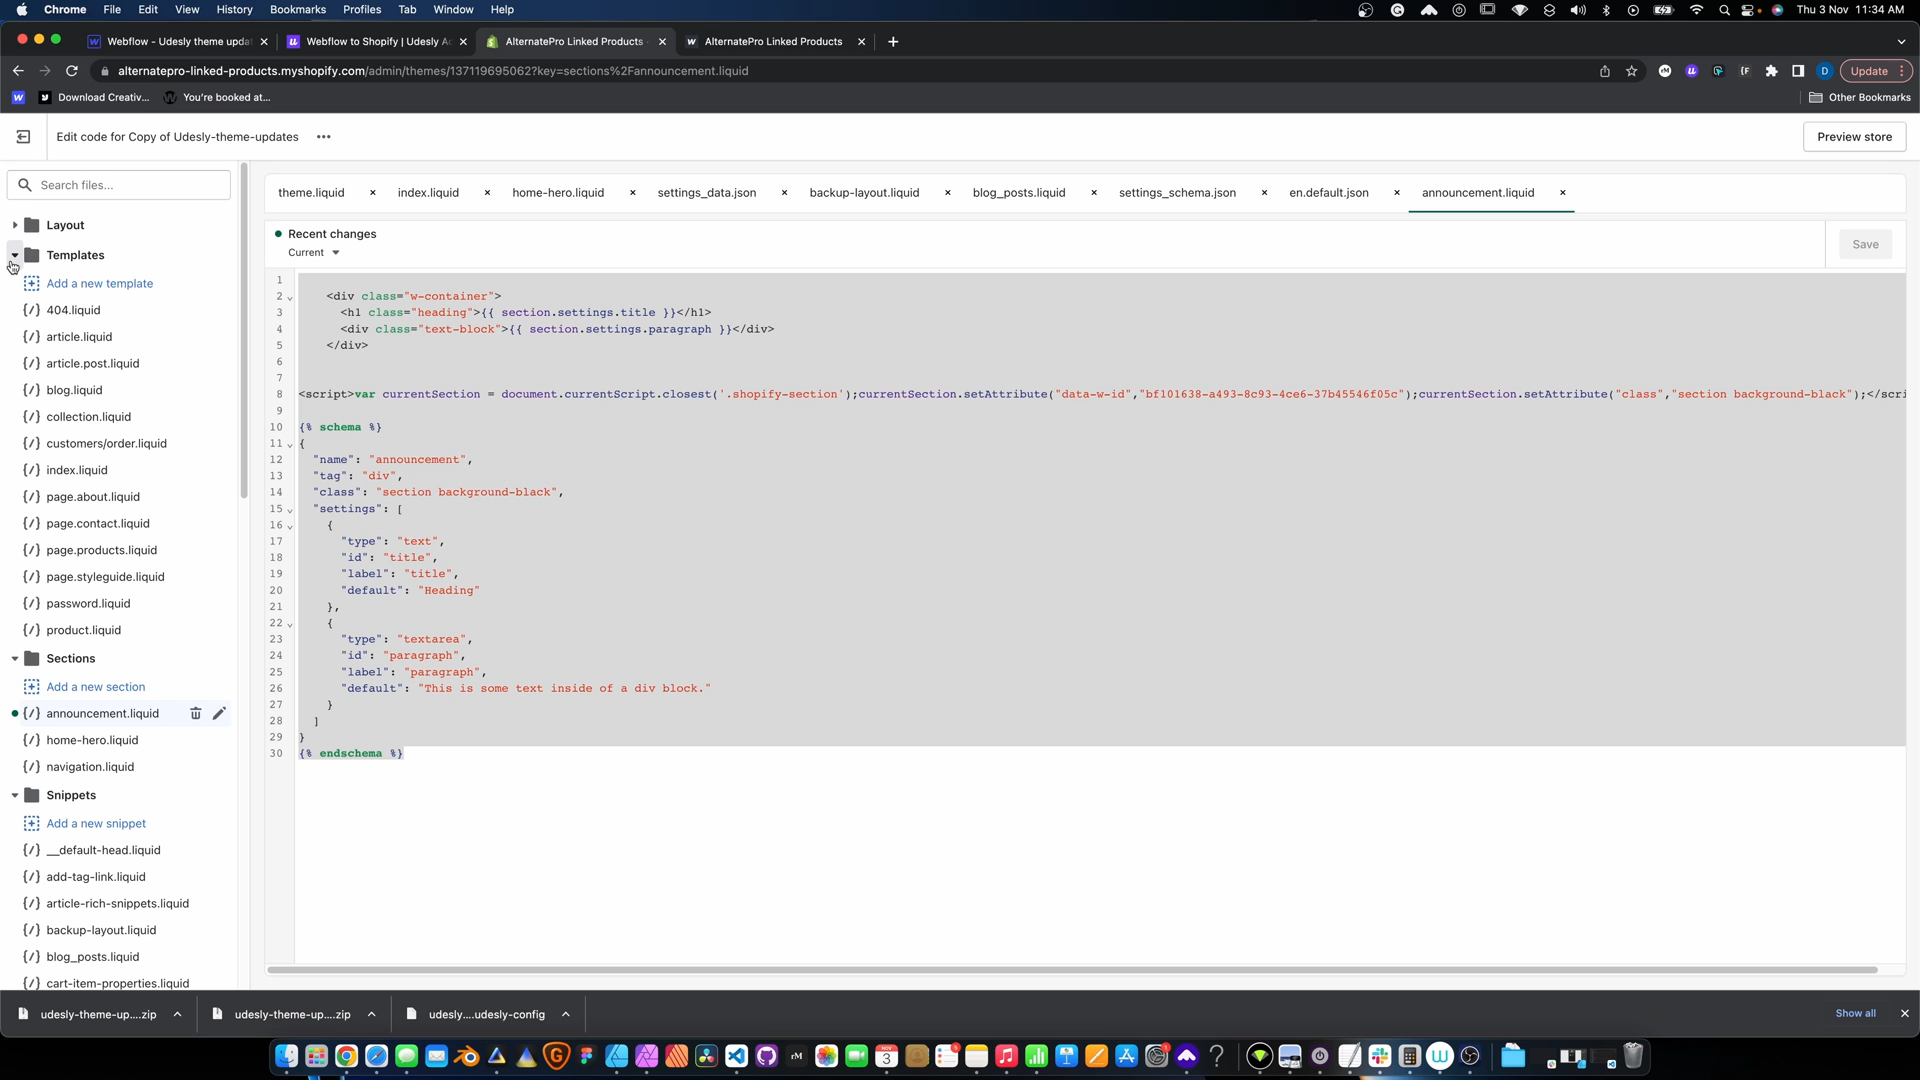 Chrome File Edit View History Bookmarks Profiles Tab Window Help Thu 3 Nov 11:34 AM
Webflow - Udesly theme updat Webflow to Shopify | Udesly A AlternatePro Linked Products AlternatePro Linked Products
alternatepro-linked-products.myshopify.com/admin/themes/137119695062?key=sections%2Fannouncement.liquid Update
Download Creativ... You're booked at... Other Bookmarks
Edit code for Copy of Udesly-theme-updates ••• Preview store
Search files...
theme.liquid index.liquid home-hero.liquid settings_data.json backup-layout.liquid blog_posts.liquid settings_schema.json en.default.json announcement.liquid
Recent changes
Current
Save
Layout
Templates
Add a new template
{/} 404.liquid
{/} article.liquid
{/} article.post.liquid
{/} blog.liquid
{/} collection.liquid
{/} customers/order.liquid
{/} index.liquid
{/} page.about.liquid
{/} page.contact.liquid
{/} page.products.liquid
{/} page.styleguide.liquid
{/} password.liquid
{/} product.liquid
Sections
Add a new section
{/} announcement.liquid
{/} home-hero.liquid
{/} navigation.liquid
Snippets
Add a new snippet
{/} __default-head.liquid
{/} add-tag-link.liquid
{/} article-rich-snippets.liquid
{/} backup-layout.liquid
{/} blog_posts.liquid
{/} cart-item-properties.liquid
1
2 <div class="w-container">
3 <h1 class="heading">{{ section.settings.title }}</h1>
4 <div class="text-block">{{ section.settings.paragraph }}</div>
5 </div>
6
7
8 <script>var currentSection = document.currentScript.closest('.shopify-section');currentSection.setAttribute("data-w-id","bf101638-a493-8c93-4ce6-37b45546f05c");currentSection.setAttribute("class","section background-black");</scri
9
10 {% schema %}
11 {
12 "name": "announcement",
13 "tag": "div",
14 "class": "section background-black",
15 "settings": [
16 {
17 "type": "text",
18 "id": "title",
19 "label": "title",
20 "default": "Heading"
21 },
22 {
23 "type": "textarea",
24 "id": "paragraph",
25 "label": "paragraph",
26 "default": "This is some text inside of a div block."
27 }
28 ]
29 }
30 {% endschema %}
udesly-theme-up....zip udesly-theme-up....zip udesly....udesly-config Show all